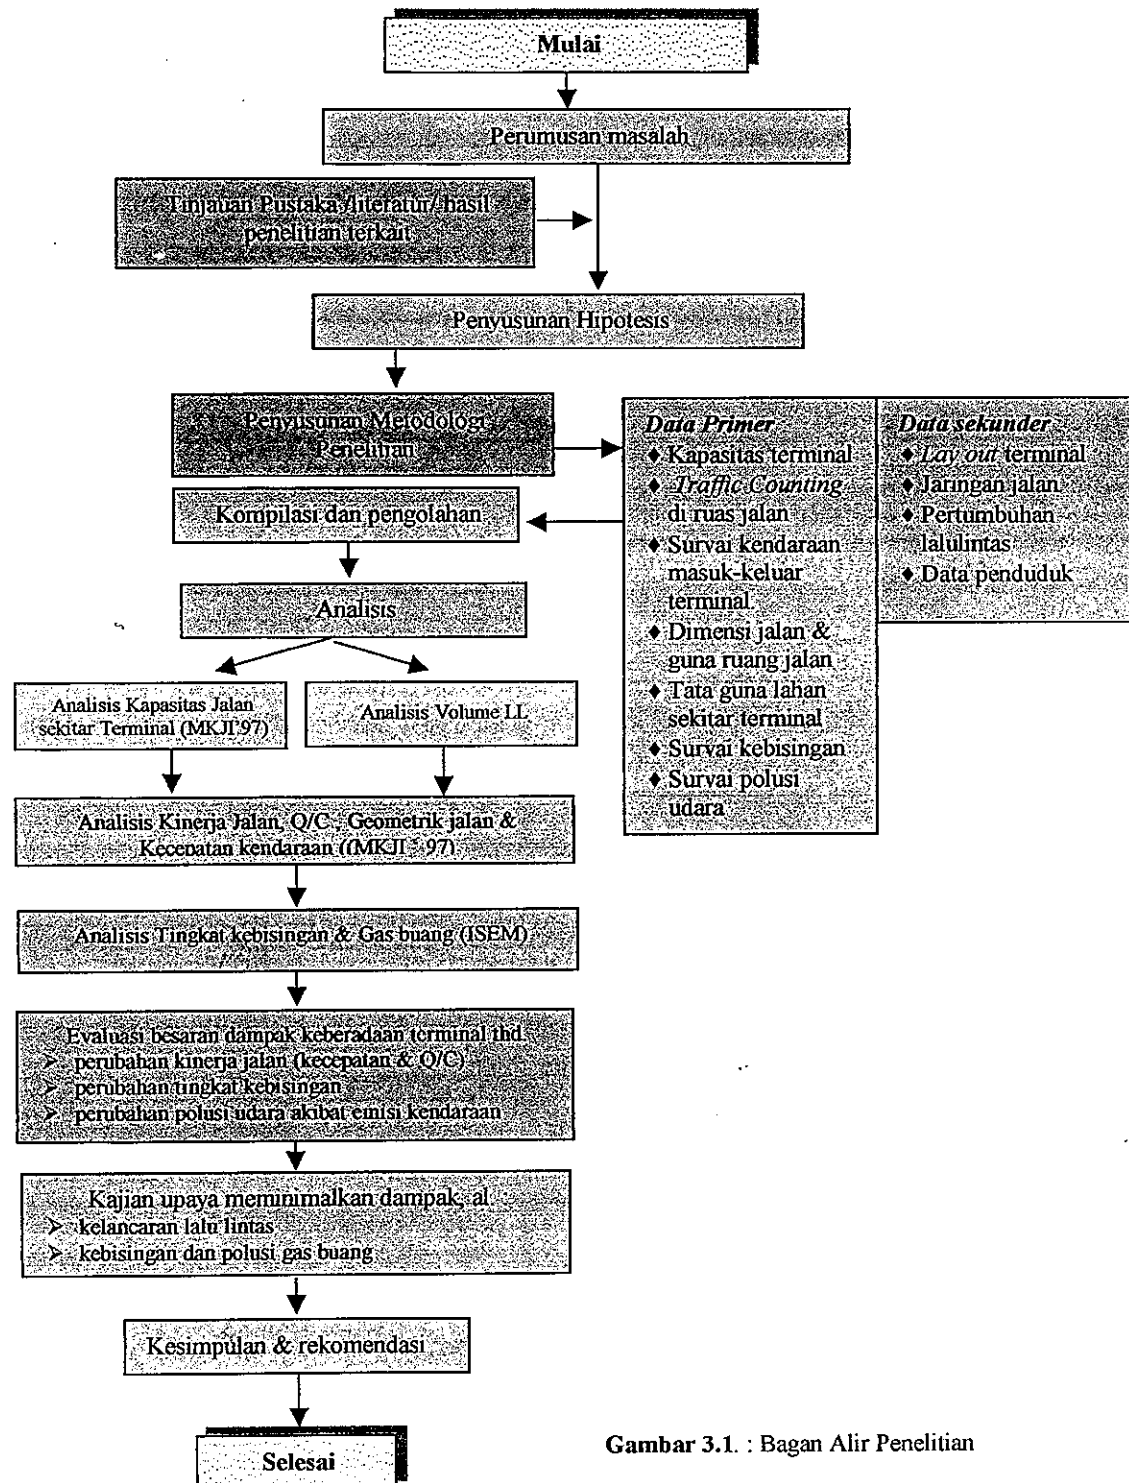 Mulai
Perumusan masalah
Tinjauan Pustaka /literatur/ hasil
penelitian terkait
Penyusunan Hipotesis
Penyusunan Metodologi
Penelitian
Data Primer
♦ Kapasitas terminal
♦ Traffic Counting
di ruas jalan
♦ Survai kendaraan
masuk-keluar
terminal
♦ Dimensi jalan &
guna ruang jalan
♦ Tata guna lahan
sekitar terminal
♦ Survai kebisingan
♦ Survai polusi
udara
Data sekunder
♦ Lay out terminal
♦ Jaringan jalan
♦ Pertumbuhan
lalulintas
♦ Data penduduk
Kompilasi dan pengolahan
Analisis
Analisis Kapasitas Jalan
sekitar Terminal (MKJI'97)
Analisis Volume LL
Analisis Kinerja Jalan, Q/C, Geometrik jalan &
Kecepatan kendaraan ((MKJI ' 97)
Analisis Tingkat kebisingan & Gas buang (ISEM)
Evaluasi besaran dampak keberadaan terminal thd.
➢ perubahan kinerja jalan (kecepatan & Q/C)
➢ perubahan tingkat kebisingan
➢ perubahan polusi udara akibat emisi kendaraan
Kajian upaya meminimalkan dampak, al
➢ kelancaran lalu lintas
➢ kebisingan dan polusi gas buang
Kesimpulan & rekomendasi
Selesai
Gambar 3.1. : Bagan Alir Penelitian